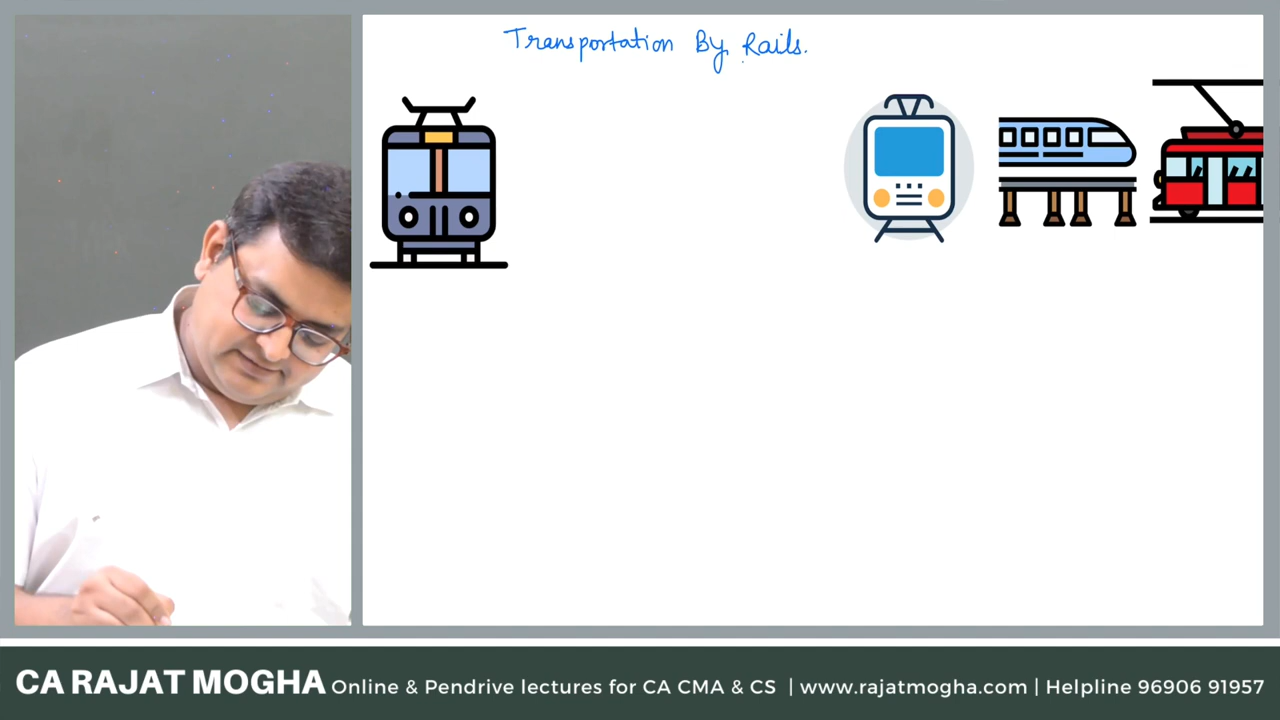 Transportation By Rails.
CA RAJAT MOGHA Online & Pendrive lectures for CA CMA & CS | www.rajatmogha.com | Helpline 96906 91957